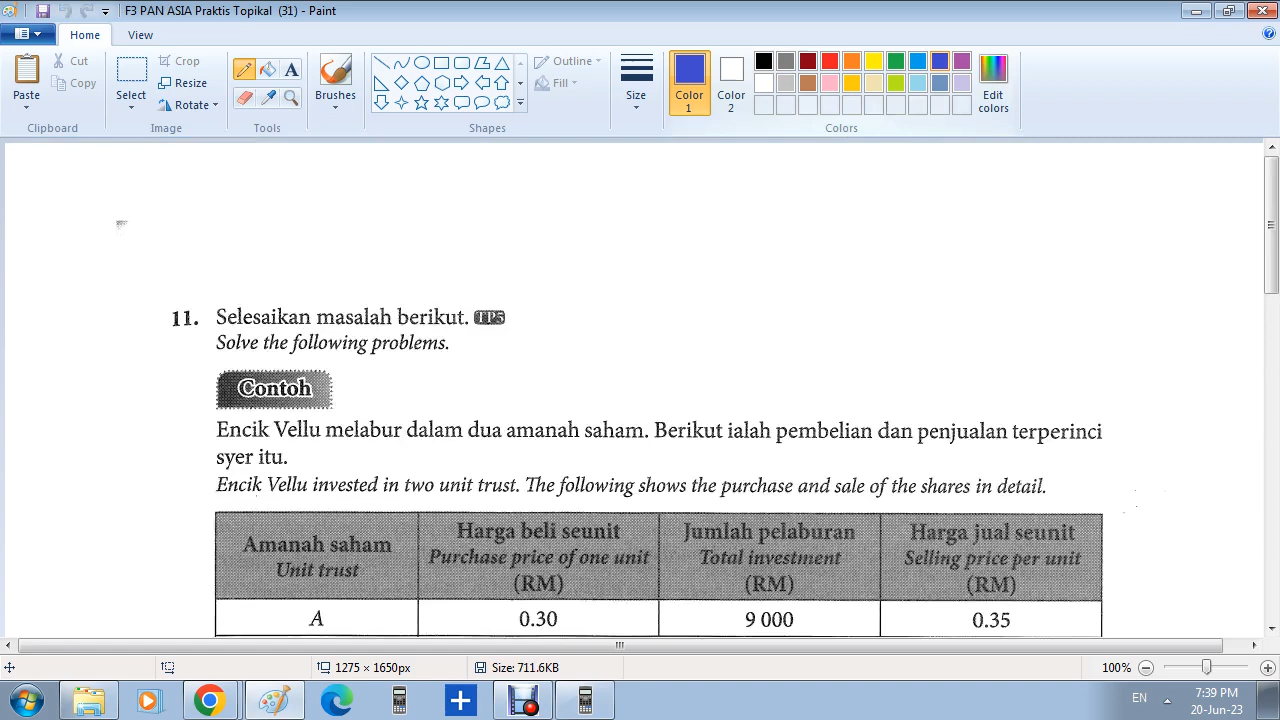 F3 PAN ASIA Praktis Topikal (31) - Paint
Home
View
Paste
Cut
Copy
Clipboard
Select
Crop
Resize
Rotate
Image
A
Tools
Brushes
Shapes
Outline
Fill
Size
Color 1
Color 2
Edit colors
Colors
11. Selesaikan masalah berikut. TP5
Solve the following problems.
Contoh
Encik Vellu melabur dalam dua amanah saham. Berikut ialah pembelian dan penjualan terperinci
syer itu.
Encik Vellu invested in two unit trust. The following shows the purchase and sale of the shares in detail.
Amanah saham
Unit trust
Harga beli seunit
Purchase price of one unit
(RM)
Jumlah pelaburan
Total investment
(RM)
Harga jual seunit
Selling price per unit
(RM)
A 0.30 9 000 0.35
1275 × 1650px
Size: 711.6KB
100%
EN
7:39 PM
20-Jun-23